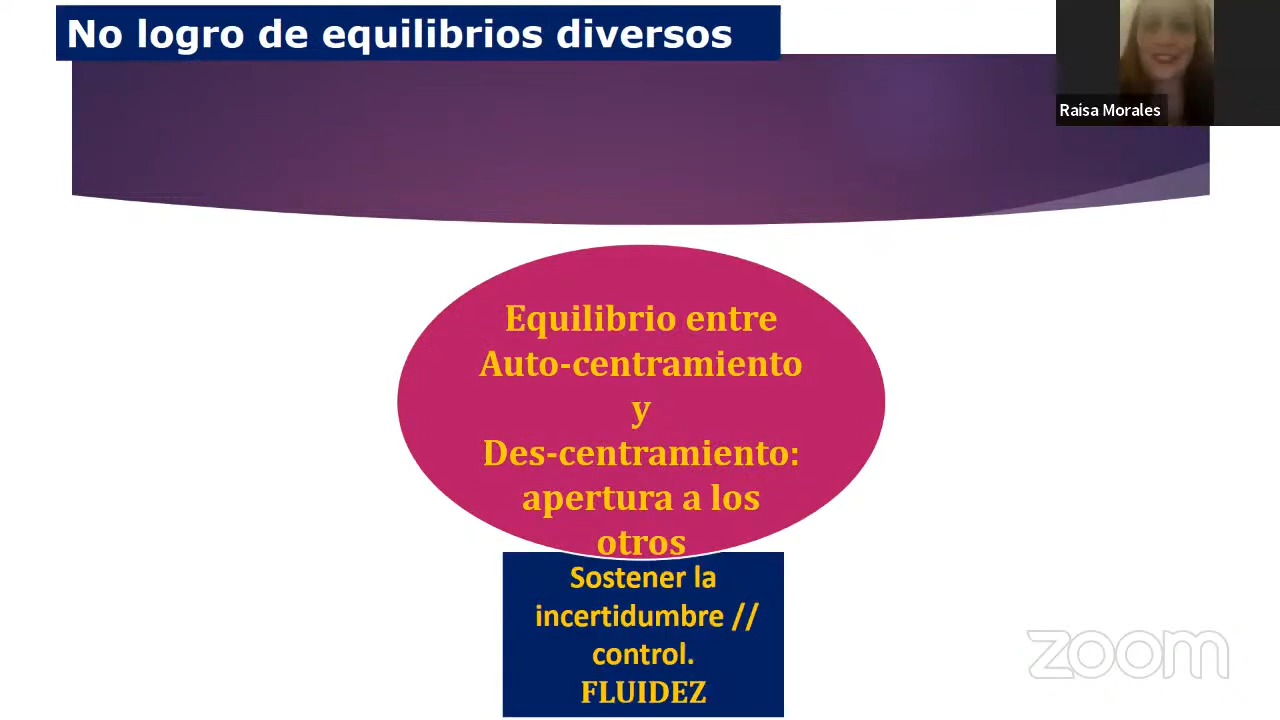 No logro de equilibrios diversos
Raisa Morales
Equilibrio entre
Auto-centramiento
y
Des-centramiento:
apertura a los
otros
Sostener la
incertidumbre //
control.
FLUIDEZ
zoom